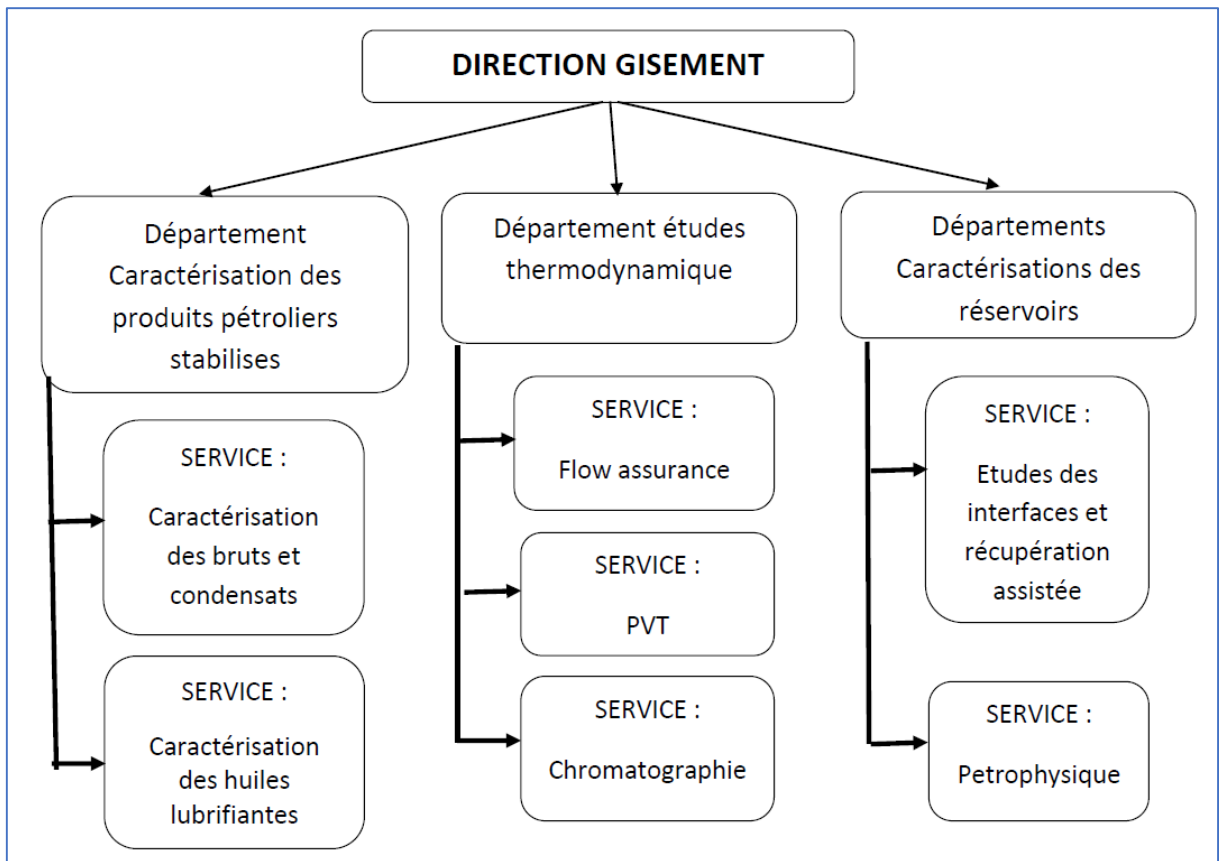 DIRECTION GISEMENT
Département
Caractérisation des
produits pétroliers
stabilises
SERVICE :
Caractérisation
des bruts et
condensats
SERVICE :
Caractérisation
des huiles
lubrifiantes
Département études
thermodynamique
SERVICE :
Flow assurance
SERVICE :
PVT
SERVICE :
Chromatographie
Départements
Caractérisations des
réservoirs
SERVICE :
Etudes des
interfaces et
récupération
assistée
SERVICE :
Petrophysique